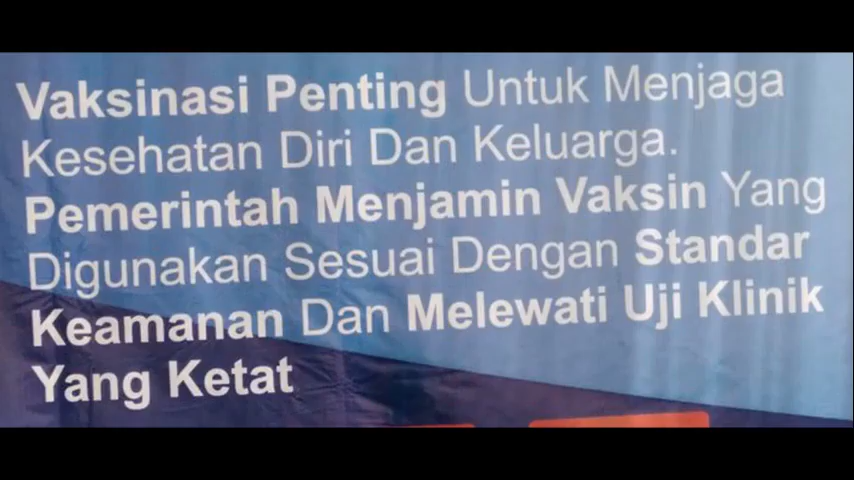 Vaksinasi Penting Untuk Menjaga
Kesehatan Diri Dan Keluarga.
Pemerintah Menjamin Vaksin Yang
Digunakan Sesuai Dengan Standar
Keamanan Dan Melewati Uji Klinik
Yang Ketat